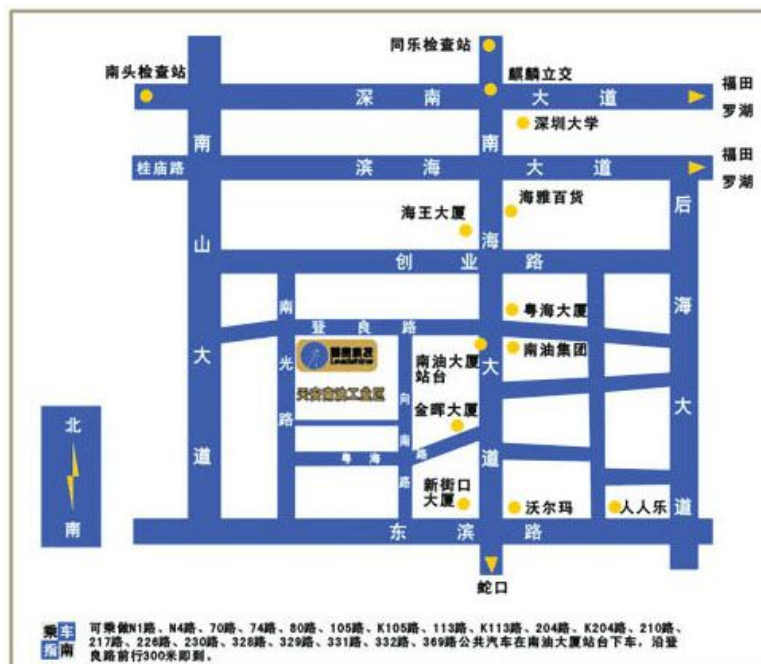 同乐检查站
南头检查站
麒麟立交
深南大道
福田
罗湖
深圳大学
桂庙路
滨海大道
福田
罗湖
海雅百货
海王大厦
创业路
南山大道
南海大道
后海大道
粤海大厦
南光路
登良路
南油集团
南油大厦
站台
天安南油工业区
向南路
金晖大厦
粤海路
新街口
大厦
沃尔玛
人人乐
东滨路
蛇口
北
南
乘车
指南
可乘做N1路、N4路、70路、74路、80路、105路、K105路、113路、K113路、204路、K204路、210路、
217路、226路、230路、328路、329路、331路、332路、369路公共汽车在南油大厦站台下车，沿登
良路前行300米即到。